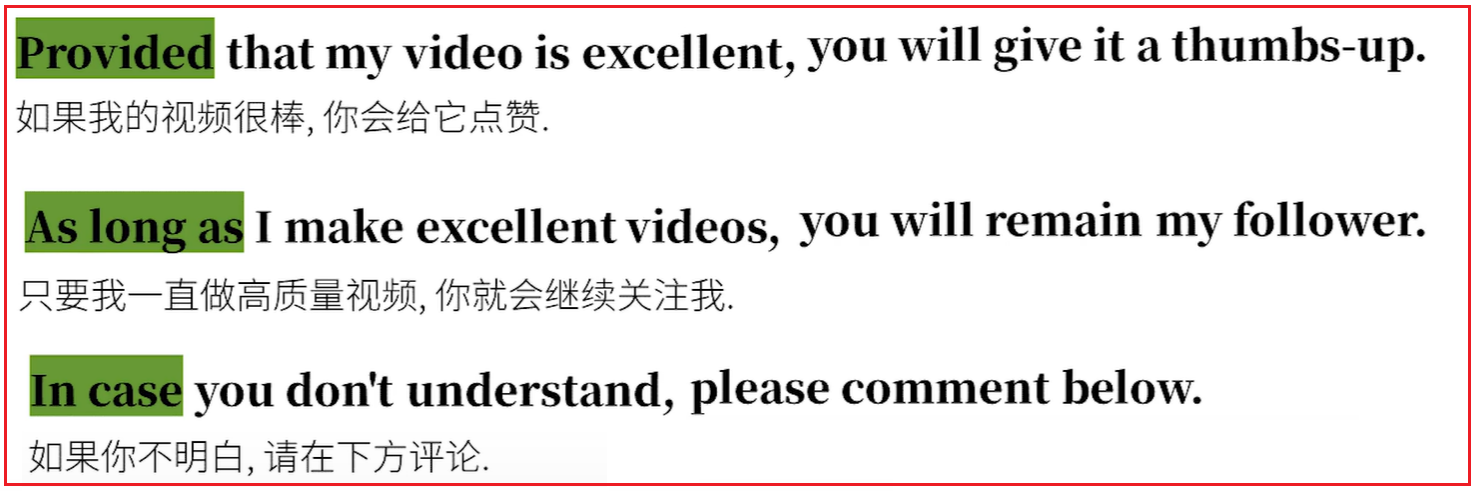 Provided that my video is excellent, you will give it a thumbs-up.
如果我的视频很棒, 你会给它点赞.
As long as I make excellent videos, you will remain my follower.
只要我一直做高质量视频, 你就会继续关注我.
In case you don't understand, please comment below.
如果你不明白, 请在下方评论.